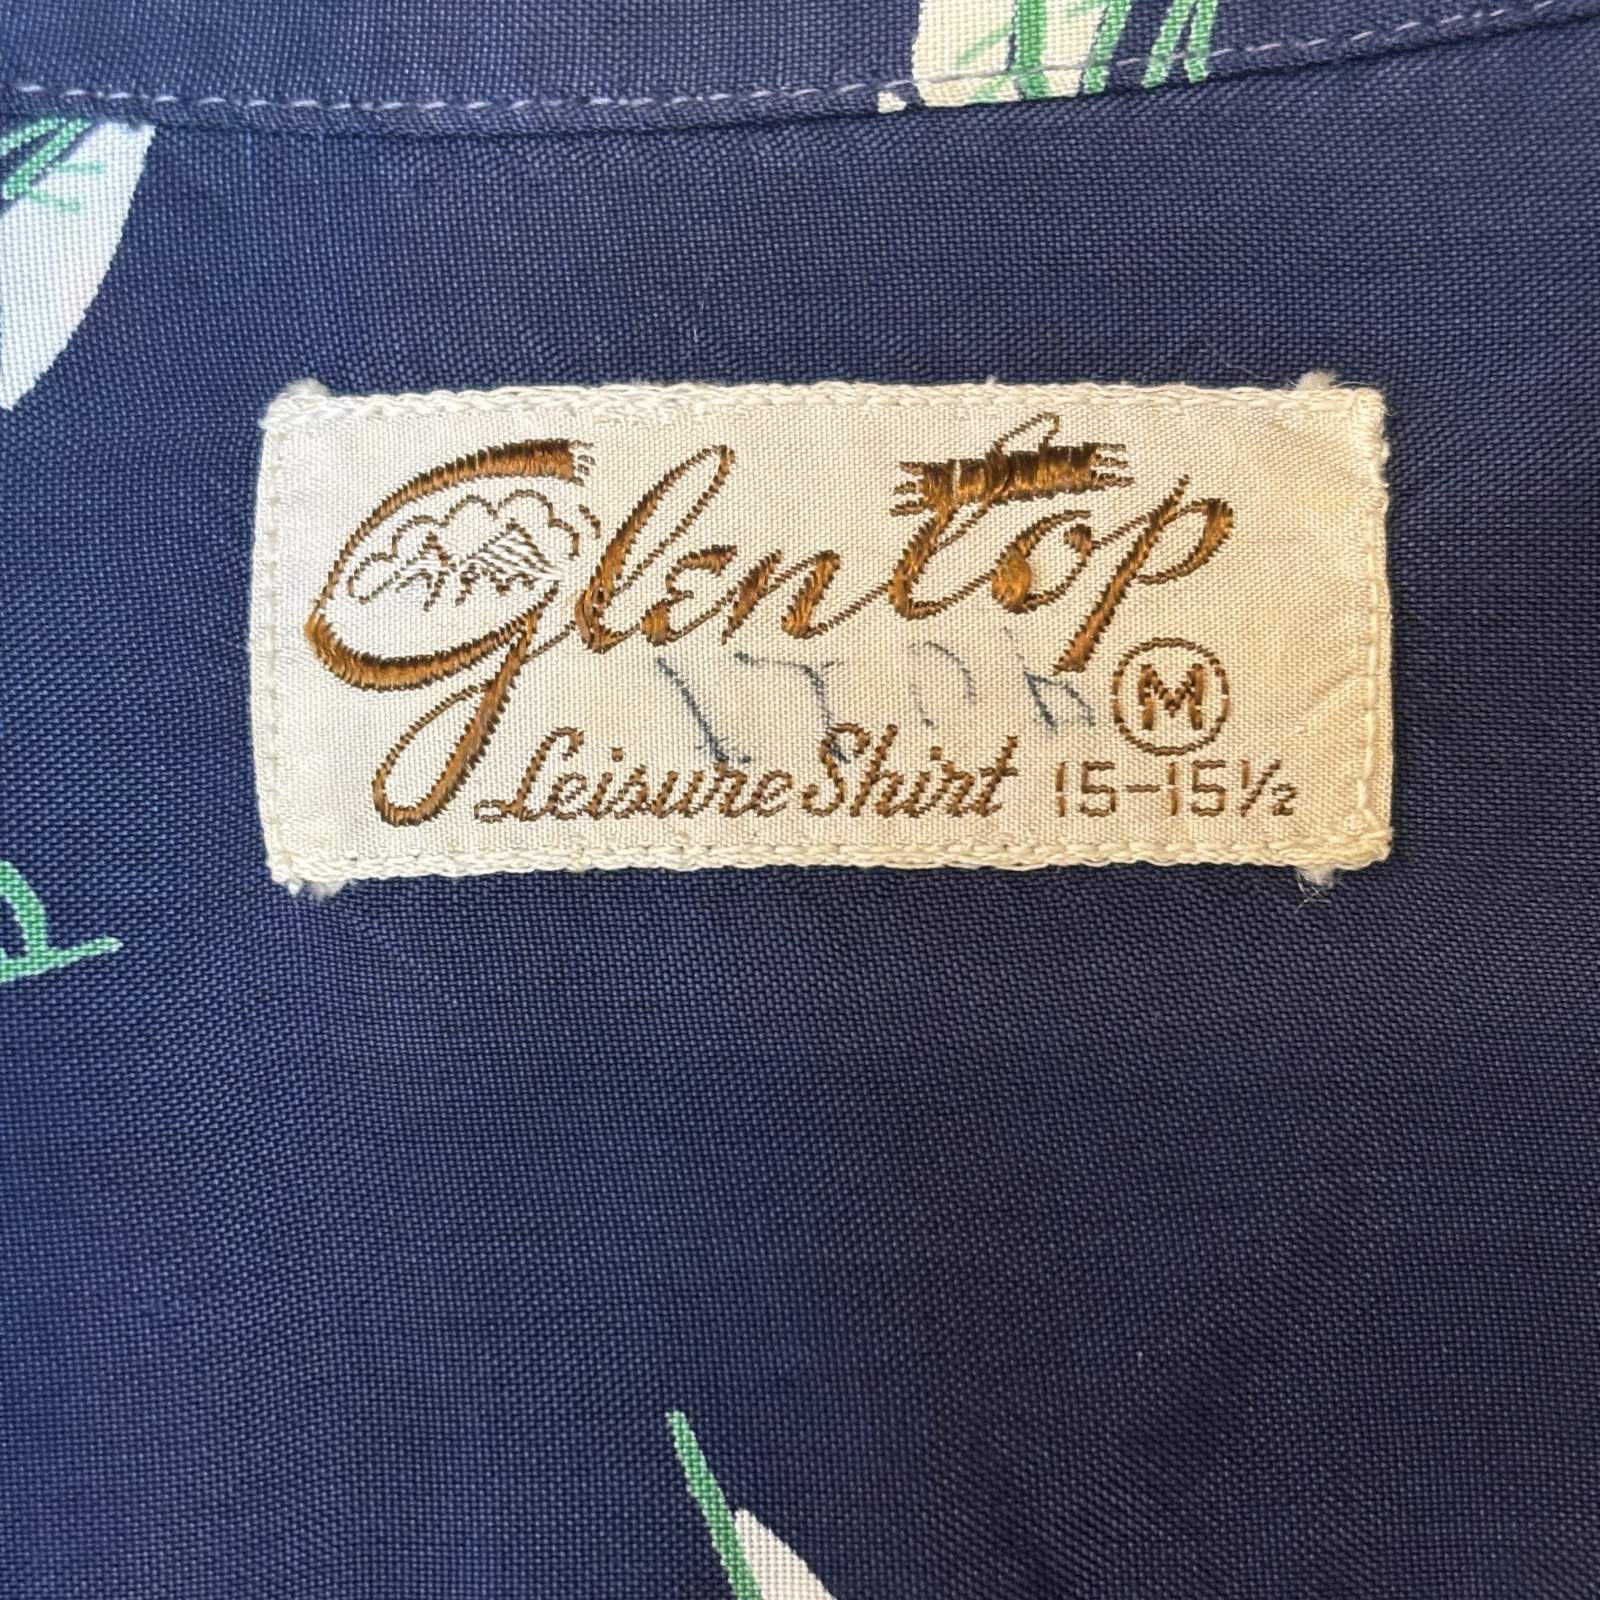 Glentop
M
Leisure Shirt 15-15½